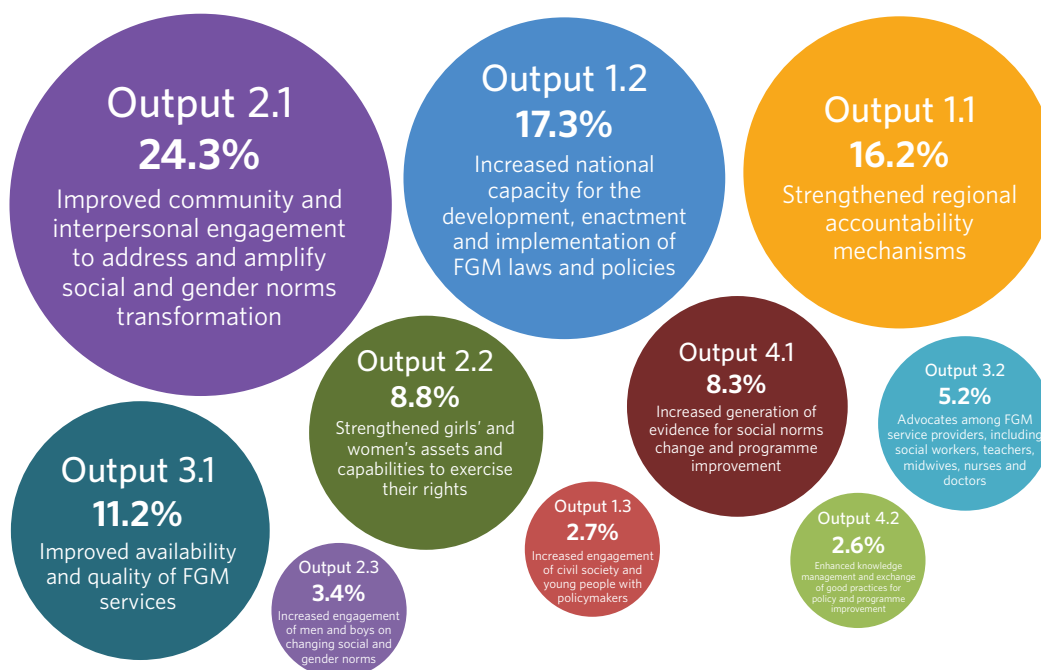 Output 2.1
24.3%
Improved community and
interpersonal engagement
to address and amplify
social and gender norms
transformation
Output 1.2
17.3%
Increased national
capacity for the
development, enactment
and implementation of
FGM laws and policies
Output 1.1
16.2%
Strengthened regional
accountability
mechanisms
Output 2.2
8.8%
Strengthened girls' and
women's assets and
capabilities to exercise
their rights
Output 4.1
8.3%
Increased generation of
evidence for social norms
change and programme
improvement
Output 3.2
5.2%
Advocates among FGM
service providers, including
social workers, teachers,
midwives, nurses and
doctors
Output 3.1
11.2%
Improved availability
and quality of FGM
services
Output 2.3
3.4%
Increased engagement
of men and boys on
changing social and
gender norms
Output 1.3
2.7%
Increased engagement
of civil society and
young people with
policymakers
Output 4.2
2.6%
Enhanced knowledge
management and exchange
of good practices for
policy and programme
improvement